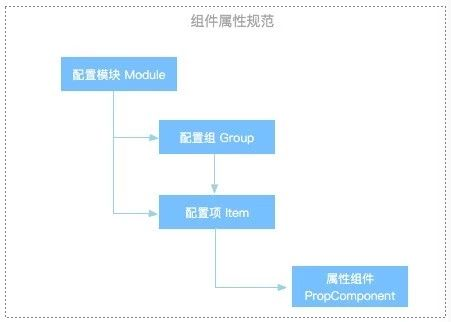 组件属性规范
配置模块 Module
配置组 Group
配置项 Item
属性组件
PropComponent